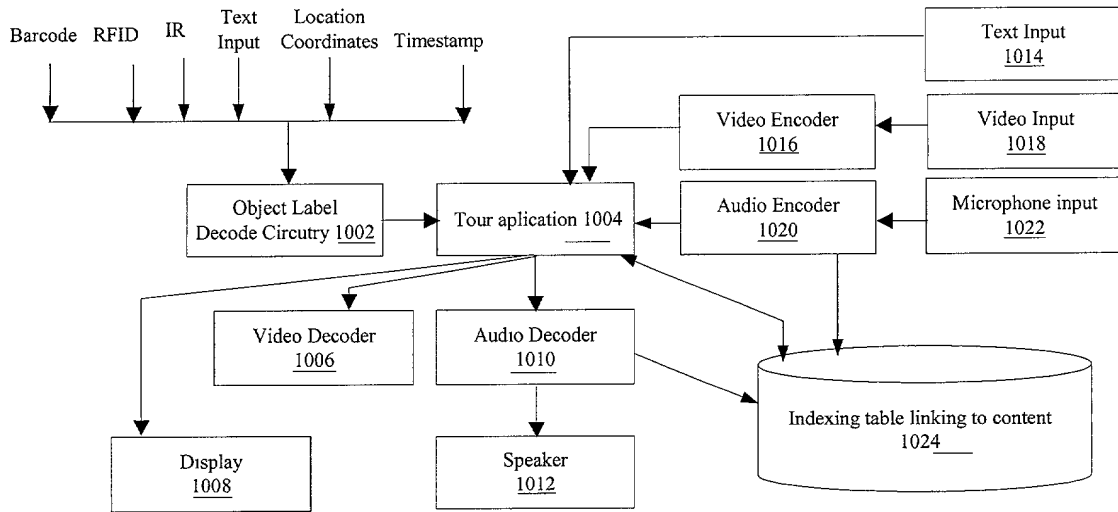 Barcode
RFID
IR
Text
Input
Location
Coordinates
Timestamp
Text Input
1014
Video Encoder
1016
Video Input
1018
Object Label
Decode Circutry 1002
Tour aplication 1004
Audio Encoder
1020
Microphone input
1022
Video Decoder
1006
Audio Decoder
1010
Indexing table linking to content
1024
Display
1008
Speaker
1012